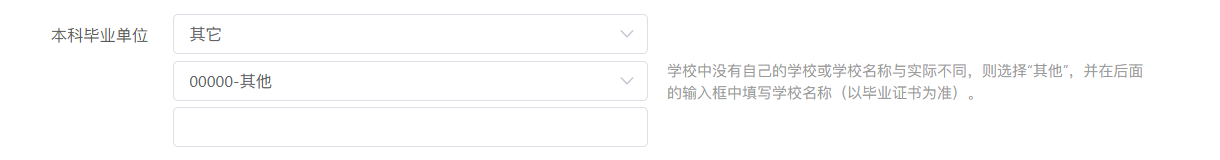 本科毕业单位
其它
00000-其他
学校中没有自己的学校或学校名称与实际不同，则选择“其他”，并在后面
的输入框中填写学校名称（以毕业证书为准）。